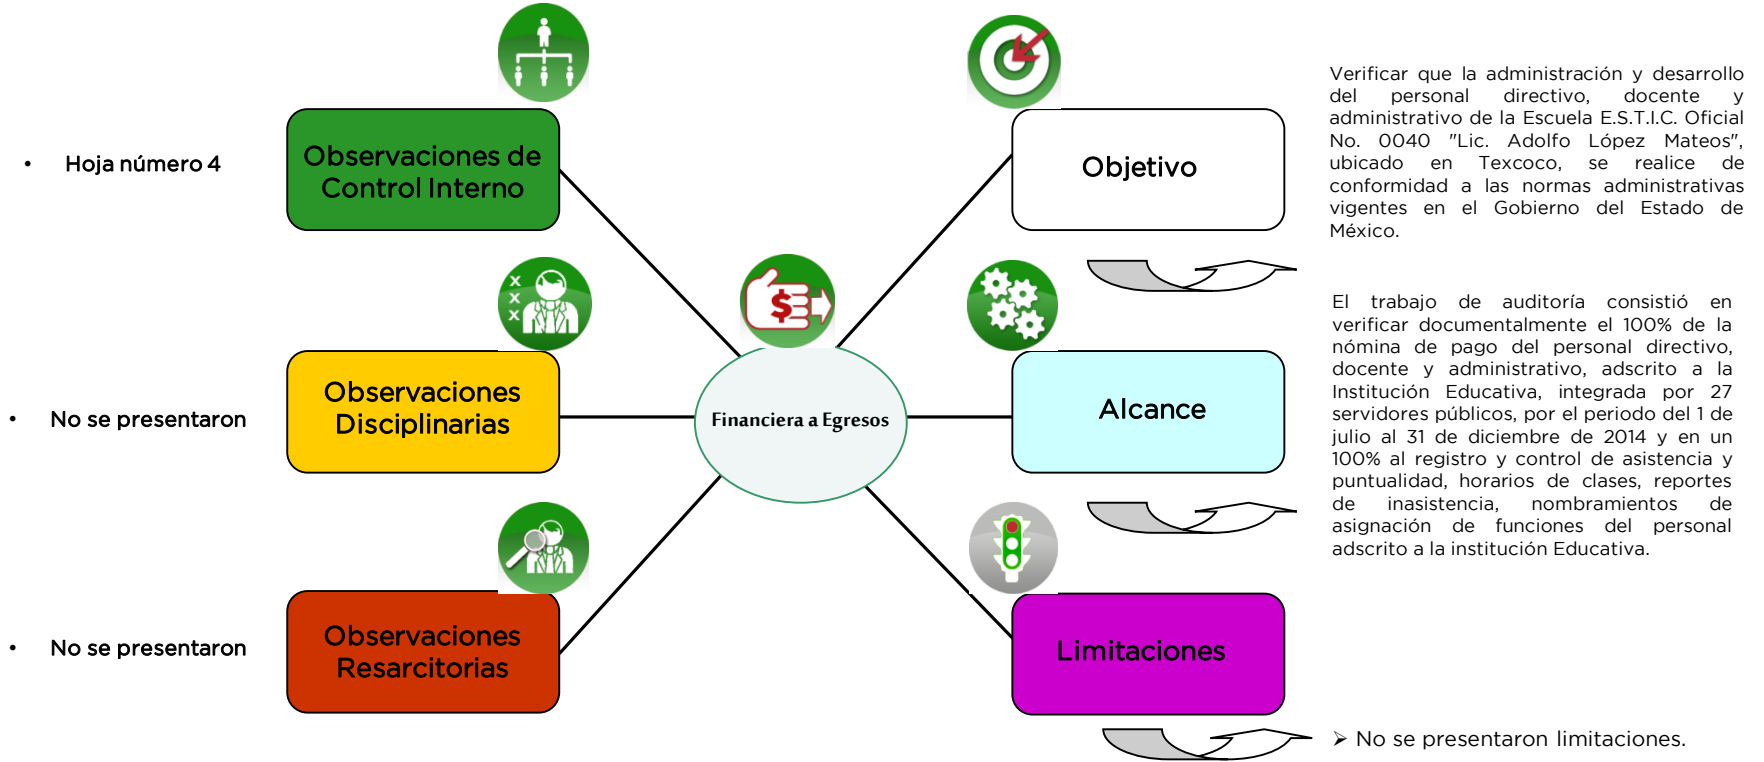 • Hoja número 4
Observaciones de
Control Interno
Objetivo
Verificar que la administración y desarrollo
del personal directivo, docente y
administrativo de la Escuela E.S.T.I.C. Oficial
No. 0040 "Lic. Adolfo López Mateos",
ubicado en Texcoco, se realice de
conformidad a las normas administrativas
vigentes en el Gobierno del Estado de
México.
x
x
x
$
• No se presentaron
Observaciones
Disciplinarias
Financiera a Egresos
Alcance
El trabajo de auditoría consistió en
verificar documentalmente el 100% de la
nómina de pago del personal directivo,
docente y administrativo, adscrito a la
Institución Educativa, integrada por 27
servidores públicos, por el periodo del 1 de
julio al 31 de diciembre de 2014 y en un
100% al registro y control de asistencia y
puntualidad, horarios de clases, reportes
de inasistencia, nombramientos de
asignación de funciones del personal
adscrito a la institución Educativa.
• No se presentaron
Observaciones
Resarcitorias
Limitaciones
➢ No se presentaron limitaciones.